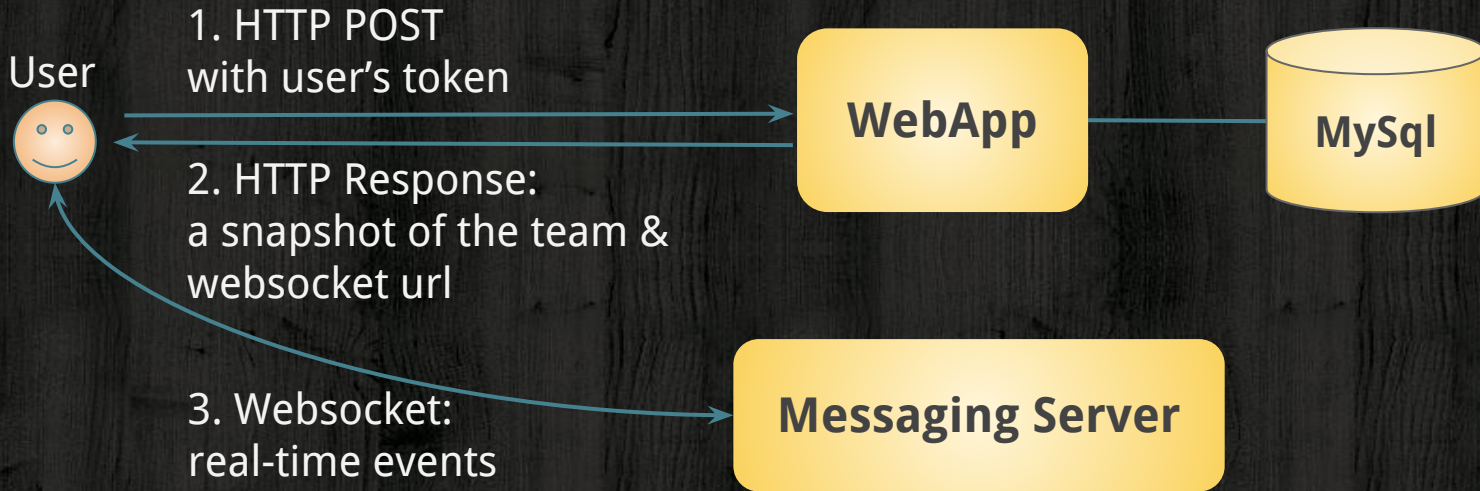 User
1. HTTP POST
with user’s token
WebApp
MySql
2. HTTP Response:
a snapshot of the team &
websocket url
3. Websocket:
real-time events
Messaging Server